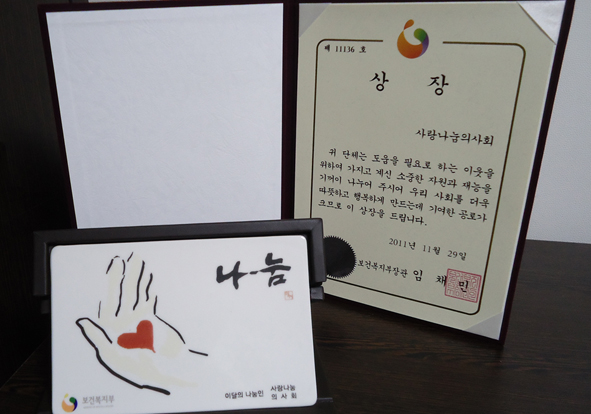 제 11136 호
상 장
사랑나눔의사회
위 단체는 도움을 필요로 하는 이웃을
위하여 가지고 계신 소중한 자원과 재능을
기꺼이 나누어 주시어 우리 사회를 더욱
따뜻하고 행복하게 만드는데 기여한 공로가
크므로 이 상장을 드립니다.
2011년 11월 29일
보건복지부장관 임 채 민
나눔
보건복지부
이달의 나눔인 사랑나눔
의사회